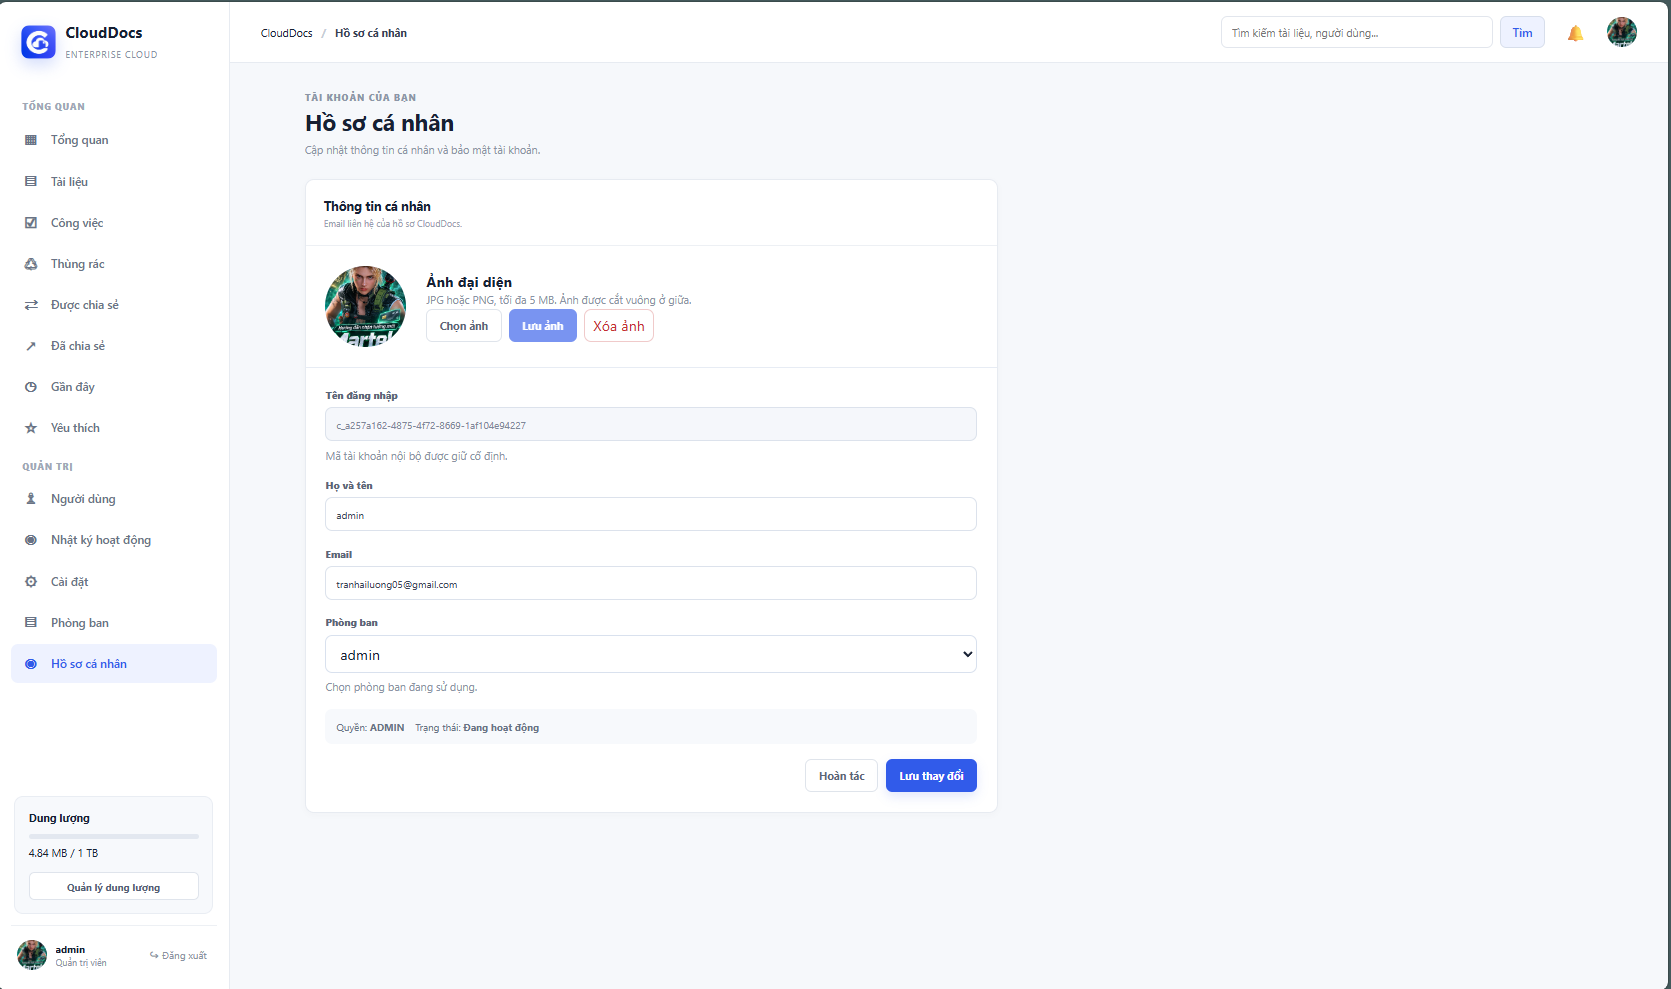 CloudDocs
ENTERPRISE CLOUD
CloudDocs / Hồ sơ cá nhân
Tìm kiếm tài liệu, người dùng...
Tìm
TỔNG QUAN
Tổng quan
Tài liệu
Công việc
Thùng rác
Được chia sẻ
Đã chia sẻ
Gần đây
Yêu thích
QUẢN TRỊ
Người dùng
Nhật ký hoạt động
Cài đặt
Phòng ban
Hồ sơ cá nhân
Dung lượng
4.84 MB / 1 TB
Quản lý dung lượng
admin
Quản trị viên
Đăng xuất
TÀI KHOẢN CỦA BẠN
Hồ sơ cá nhân
Cập nhật thông tin cá nhân và bảo mật tài khoản.
Thông tin cá nhân
Email liên hệ của hồ sơ CloudDocs.
Ảnh đại diện
JPG hoặc PNG, tối đa 5 MB. Ảnh được cắt vuông ở giữa.
Chọn ảnh
Lưu ảnh
Xóa ảnh
Tên đăng nhập
c_a257a162-4875-4f72-8669-1af104e94227
Mã tài khoản nội bộ được giữ cố định.
Họ và tên
admin
Email
tranhailuong05@gmail.com
Phòng ban
admin
Chọn phòng ban đang sử dụng.
Quyền: ADMIN Trạng thái: Đang hoạt động
Hoàn tác
Lưu thay đổi